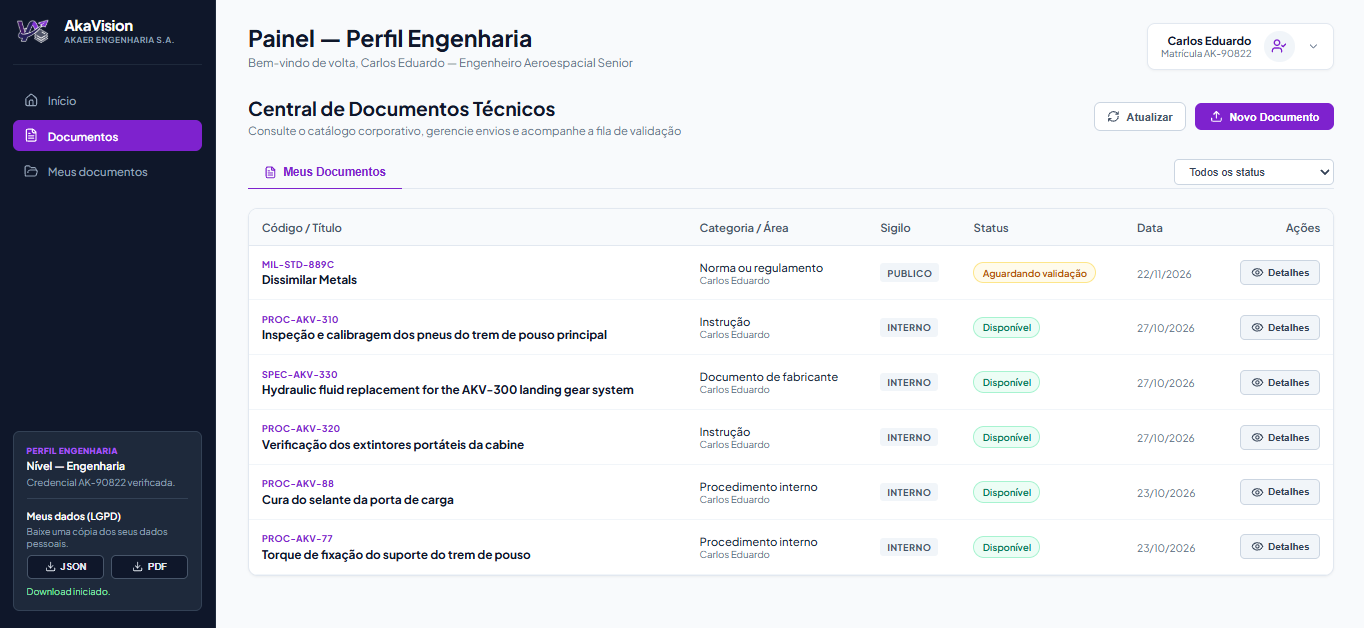 AkaVision
AKAER ENGENHARIA S.A.
Início
Documentos
Meus documentos
PERFIL ENGENHARIA
Nível — Engenharia
Credencial AK-90822 verificada.
Meus dados (LGPD)
Baixe uma cópia dos seus dados
pessoais.
JSON PDF
Download iniciado.
Painel — Perfil Engenharia
Bem-vindo de volta, Carlos Eduardo — Engenheiro Aeroespacial Senior
Carlos Eduardo
Matrícula AK-90822
Central de Documentos Técnicos
Consulte o catálogo corporativo, gerencie envios e acompanhe a fila de validação
Atualizar
Novo Documento
Meus Documentos
Todos os status
Código / Título Categoria / Área Sigilo Status Data Ações
MIL-STD-889C
Dissimilar Metals
Norma ou regulamento
Carlos Eduardo
PUBLICO Aguardando validação 22/11/2026 Detalhes
PROC-AKV-310
Inspeção e calibragem dos pneus do trem de pouso principal
Instrução
Carlos Eduardo
INTERNO Disponível 27/10/2026 Detalhes
SPEC-AKV-330
Hydraulic fluid replacement for the AKV-300 landing gear system
Documento de fabricante
Carlos Eduardo
INTERNO Disponível 27/10/2026 Detalhes
PROC-AKV-320
Verificação dos extintores portáteis da cabine
Instrução
Carlos Eduardo
INTERNO Disponível 27/10/2026 Detalhes
PROC-AKV-88
Cura do selante da porta de carga
Procedimento interno
Carlos Eduardo
INTERNO Disponível 23/10/2026 Detalhes
PROC-AKV-77
Torque de fixação do suporte do trem de pouso
Procedimento interno
Carlos Eduardo
INTERNO Disponível 23/10/2026 Detalhes